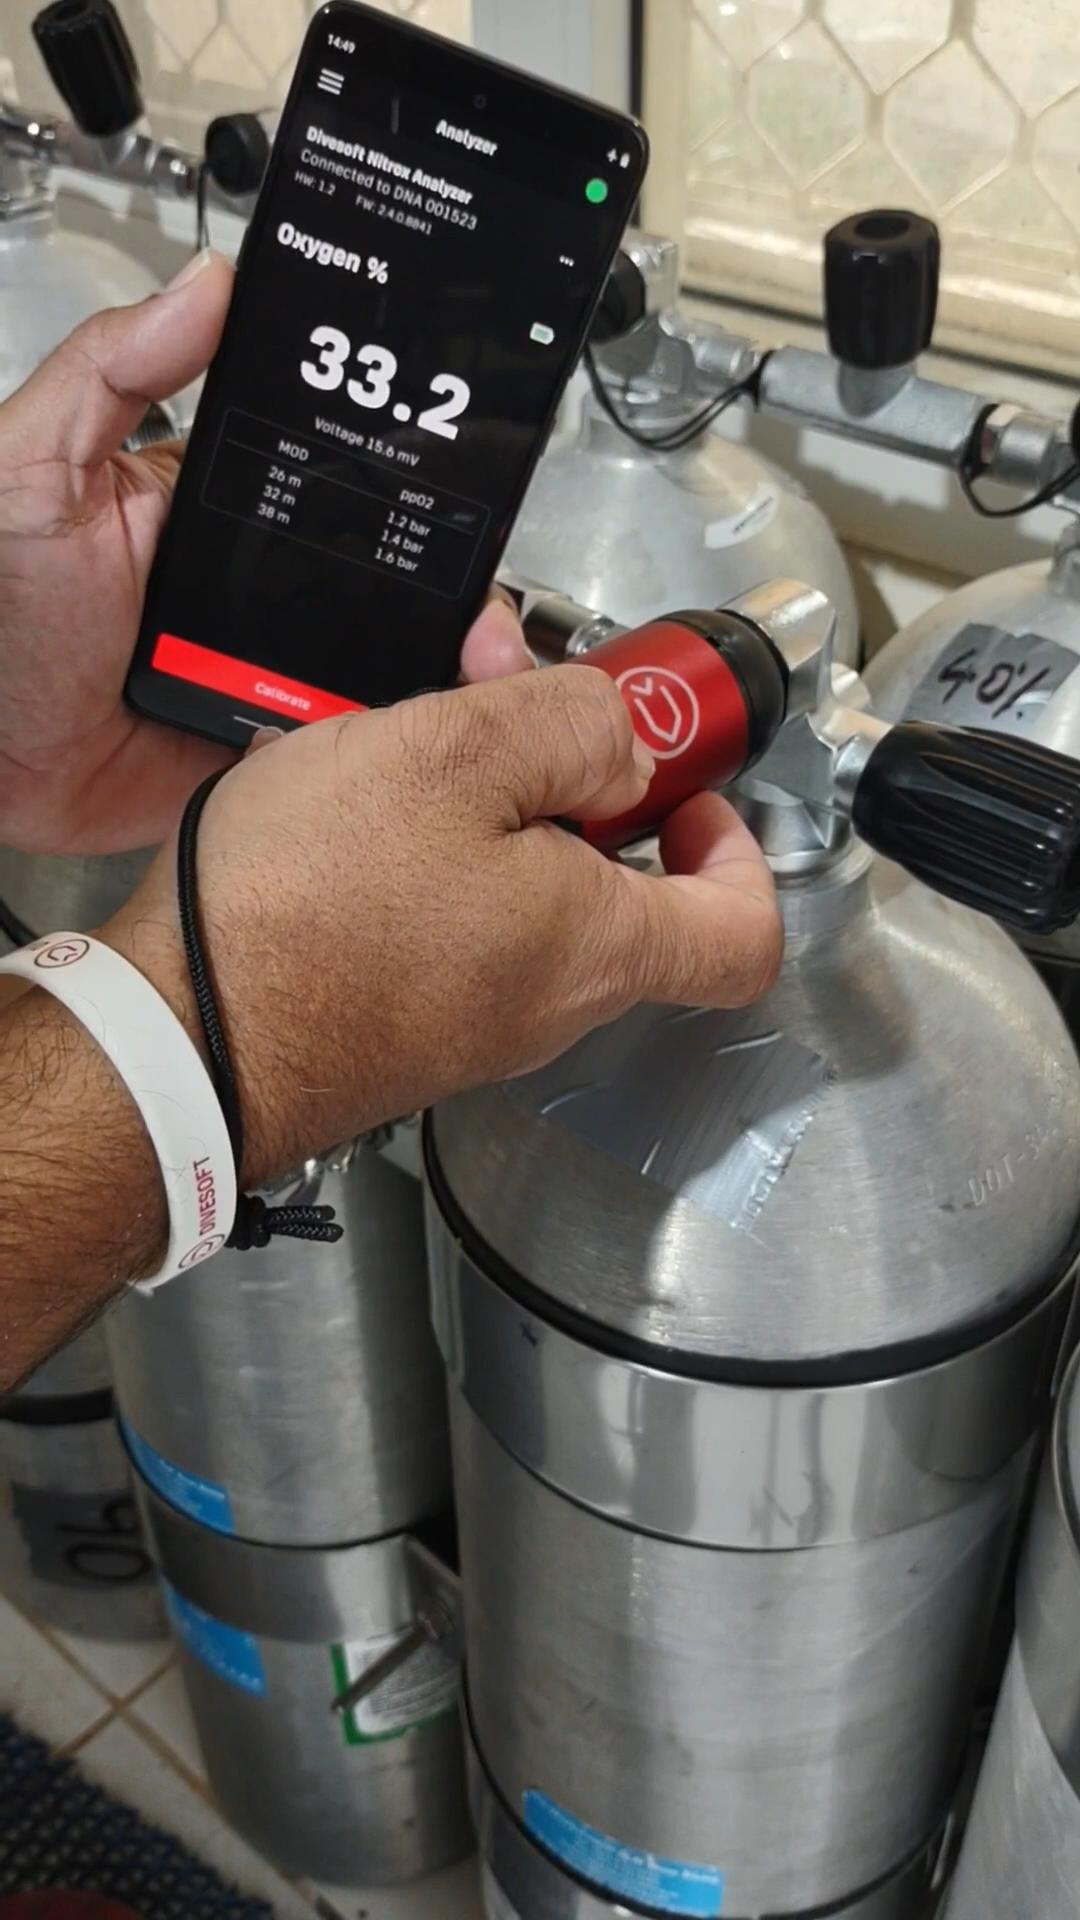 14:49
Analyzer
Divesoft Nitrox Analyzer
Connected to DNA 001523
HW: 1.2 FW: 2.4.0.8841
Oxygen %
33.2
Voltage 15.6 mV
MOD ppO2
26 m 1.2 bar
32 m 1.4 bar
38 m 1.6 bar
Calibrate
40%
DIVESOFT
DOT-3